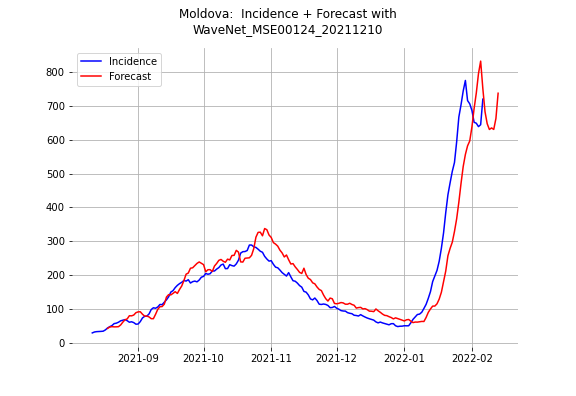 Moldova:  Incidence + Forecast with
WaveNet_MSE00124_20211210
Incidence
Forecast
800
700
600
500
400
300
200
100
0
2021-09 2021-10 2021-11 2021-12 2022-01 2022-02